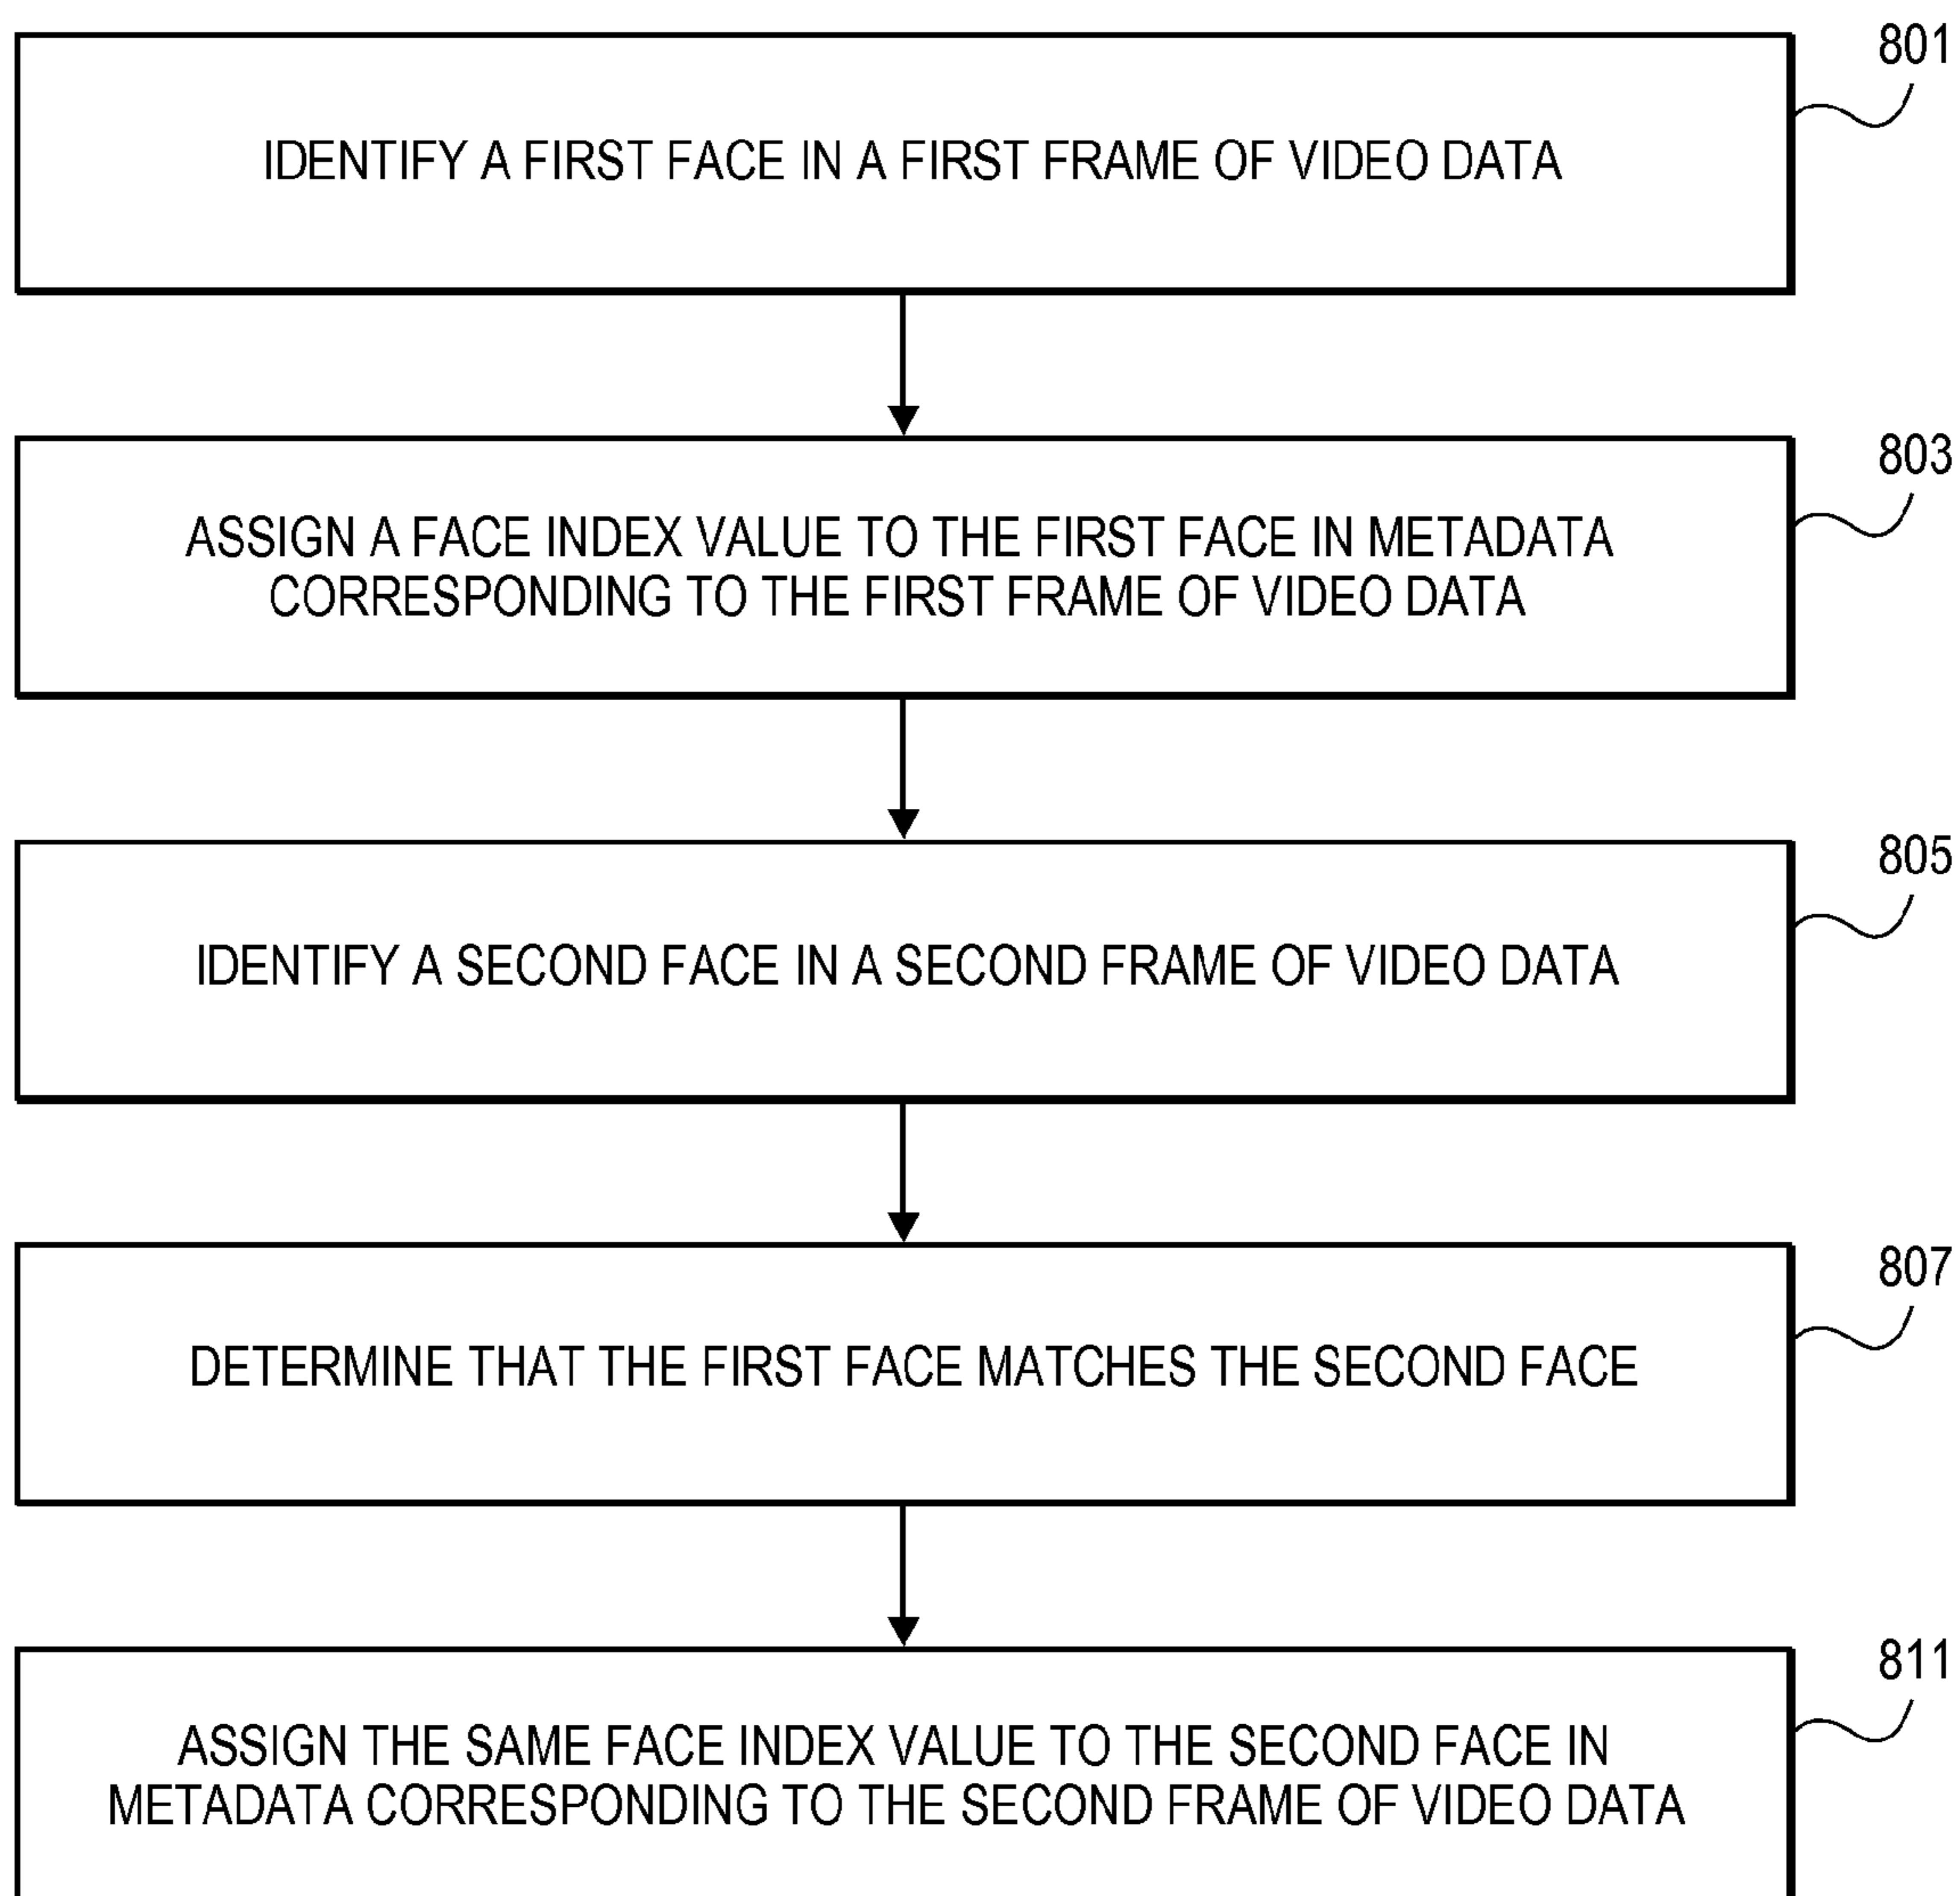 801
IDENTIFY A FIRST FACE IN A FIRST FRAME OF VIDEO DATA
803
ASSIGN A FACE INDEX VALUE TO THE FIRST FACE IN METADATA
CORRESPONDING TO THE FIRST FRAME OF VIDEO DATA
805
IDENTIFY A SECOND FACE IN A SECOND FRAME OF VIDEO DATA
807
DETERMINE THAT THE FIRST FACE MATCHES THE SECOND FACE
811
ASSIGN THE SAME FACE INDEX VALUE TO THE SECOND FACE IN
METADATA CORRESPONDING TO THE SECOND FRAME OF VIDEO DATA